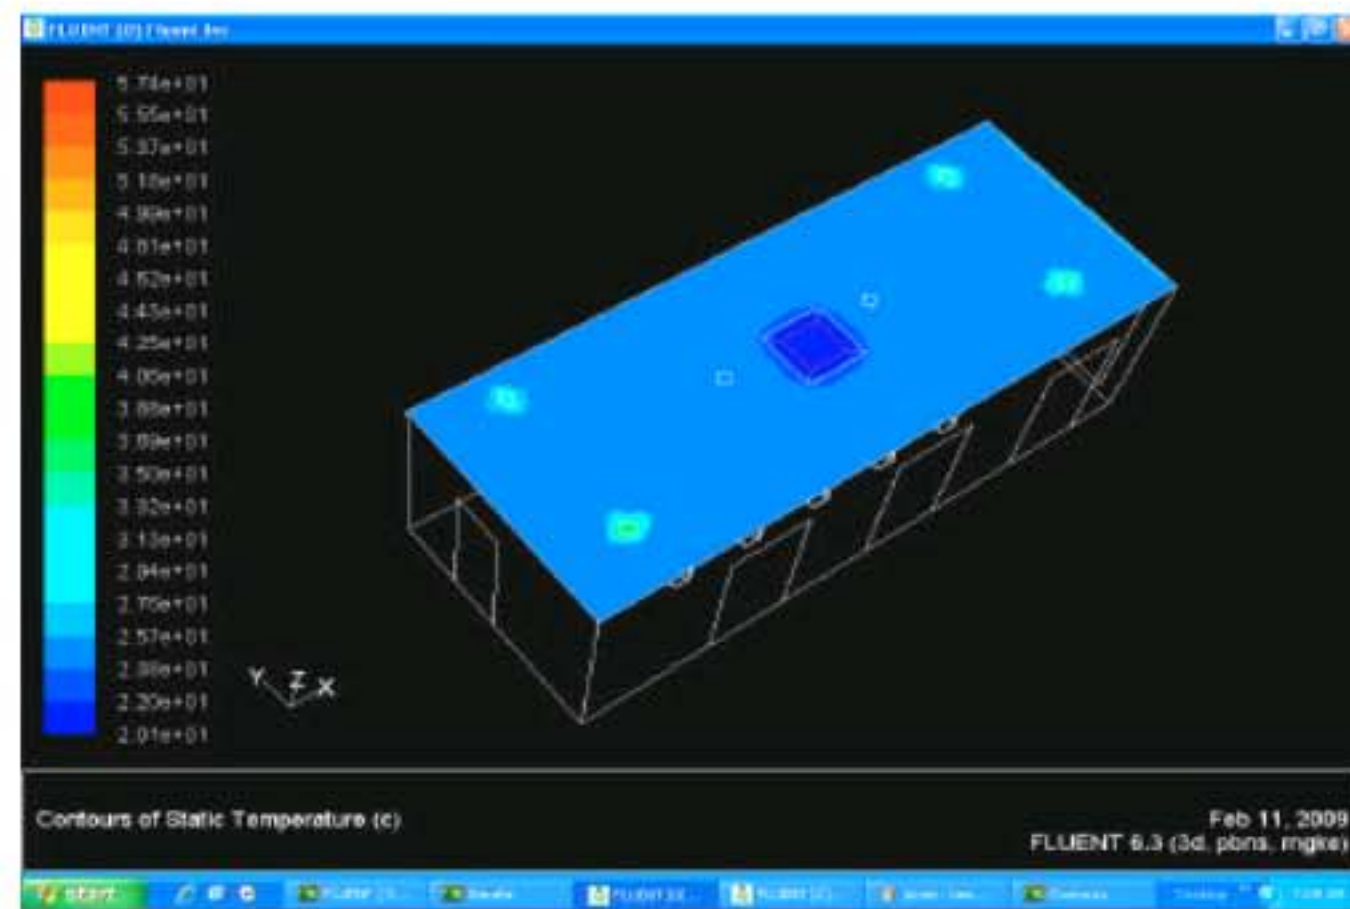 FLUENT [0] Fluent Inc
5.74e+01
5.55e+01
5.37e+01
5.18e+01
4.99e+01
4.81e+01
4.62e+01
4.43e+01
4.25e+01
4.06e+01
3.88e+01
3.69e+01
3.50e+01
3.32e+01
3.13e+01
2.94e+01
2.76e+01
2.57e+01
2.38e+01
2.20e+01
2.01e+01
Y Z X
Contours of Static Temperature (c)
Feb 11, 2009
FLUENT 6.3 (3d, pbns, rngke)
start